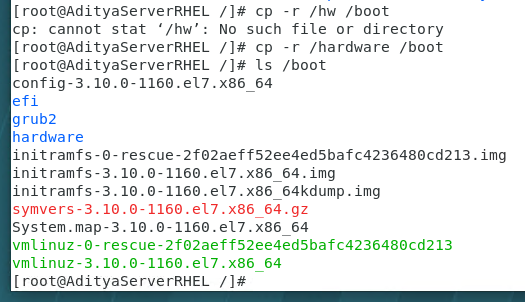 [root@AdityaServerRHEL /]# cp -r /hw /boot
cp: cannot stat ‘/hw’: No such file or directory
[root@AdityaServerRHEL /]# cp -r /hardware /boot
[root@AdityaServerRHEL /]# ls /boot
config-3.10.0-1160.el7.x86_64
efi
grub2
hardware
initramfs-0-rescue-2f02aeff52ee4ed5bafc4236480cd213.img
initramfs-3.10.0-1160.el7.x86_64.img
initramfs-3.10.0-1160.el7.x86_64kdump.img
symvers-3.10.0-1160.el7.x86_64.gz
System.map-3.10.0-1160.el7.x86_64
vmlinuz-0-rescue-2f02aeff52ee4ed5bafc4236480cd213
vmlinuz-3.10.0-1160.el7.x86_64
[root@AdityaServerRHEL /]#